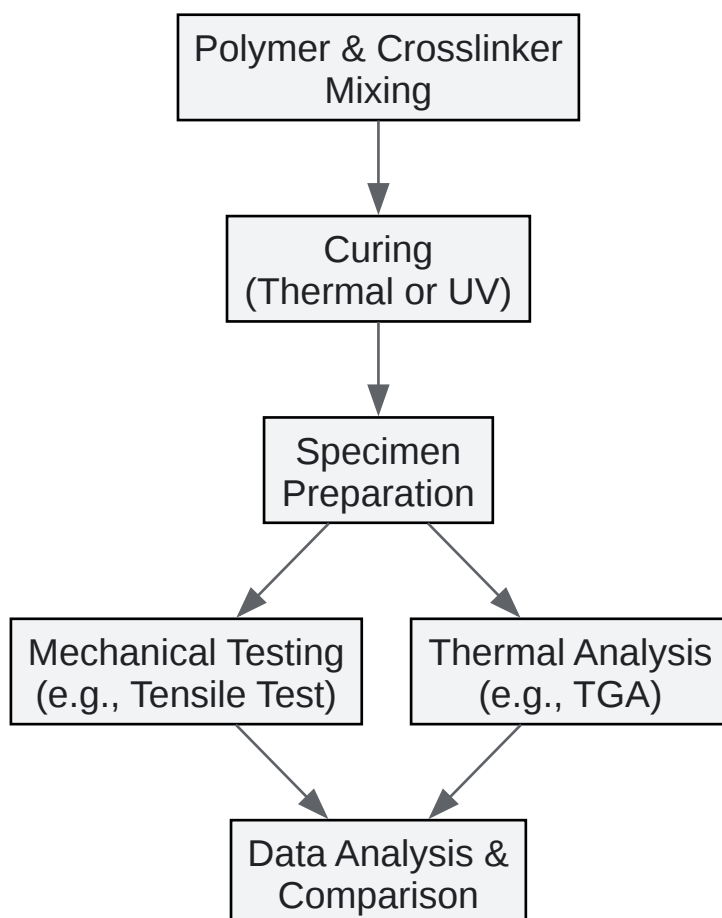 Polymer & Crosslinker
Mixing
Curing
(Thermal or UV)
Specimen
Preparation
Mechanical Testing
(e.g., Tensile Test)
Thermal Analysis
(e.g., TGA)
Data Analysis &
Comparison